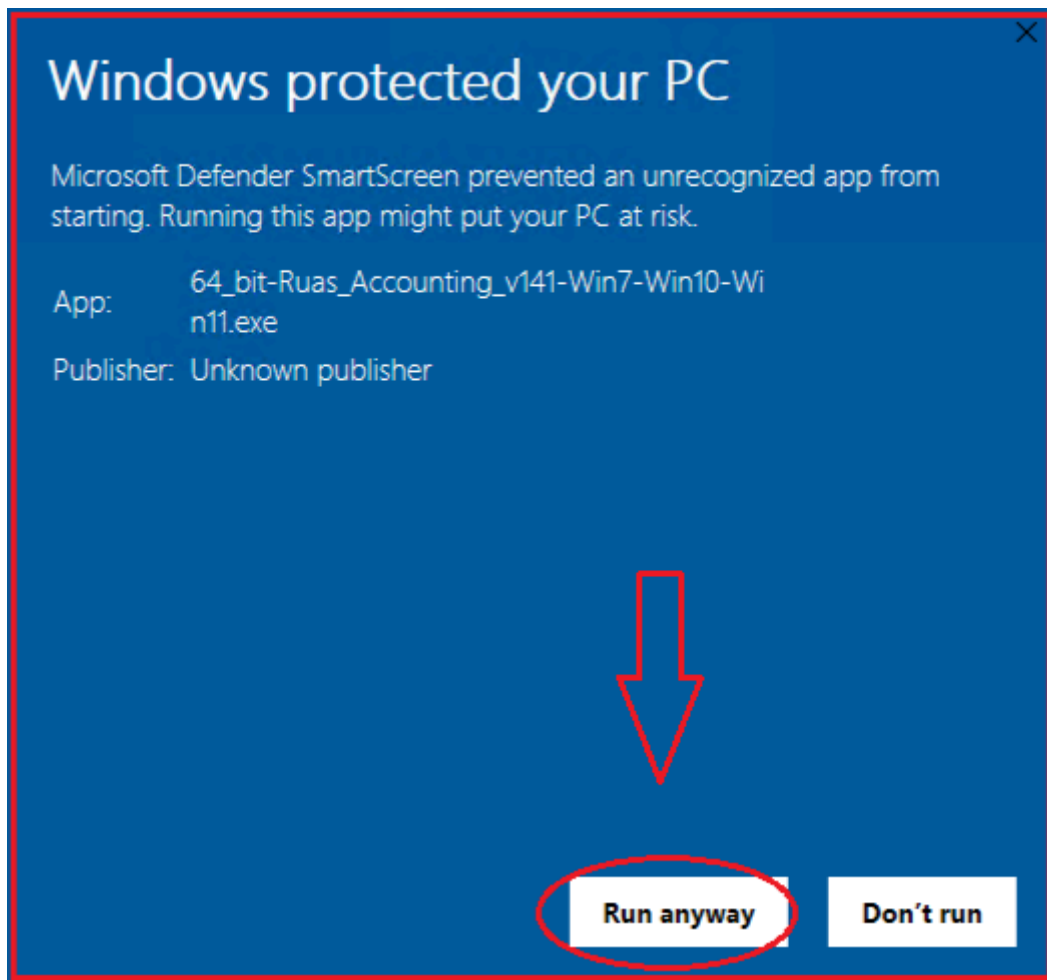 Windows protected your PC
Microsoft Defender SmartScreen prevented an unrecognized app from
starting. Running this app might put your PC at risk.
App: 64_bit-Ruas_Accounting_v141-Win7-Win10-Wi
n11.exe
Publisher: Unknown publisher
Run anyway Don't run